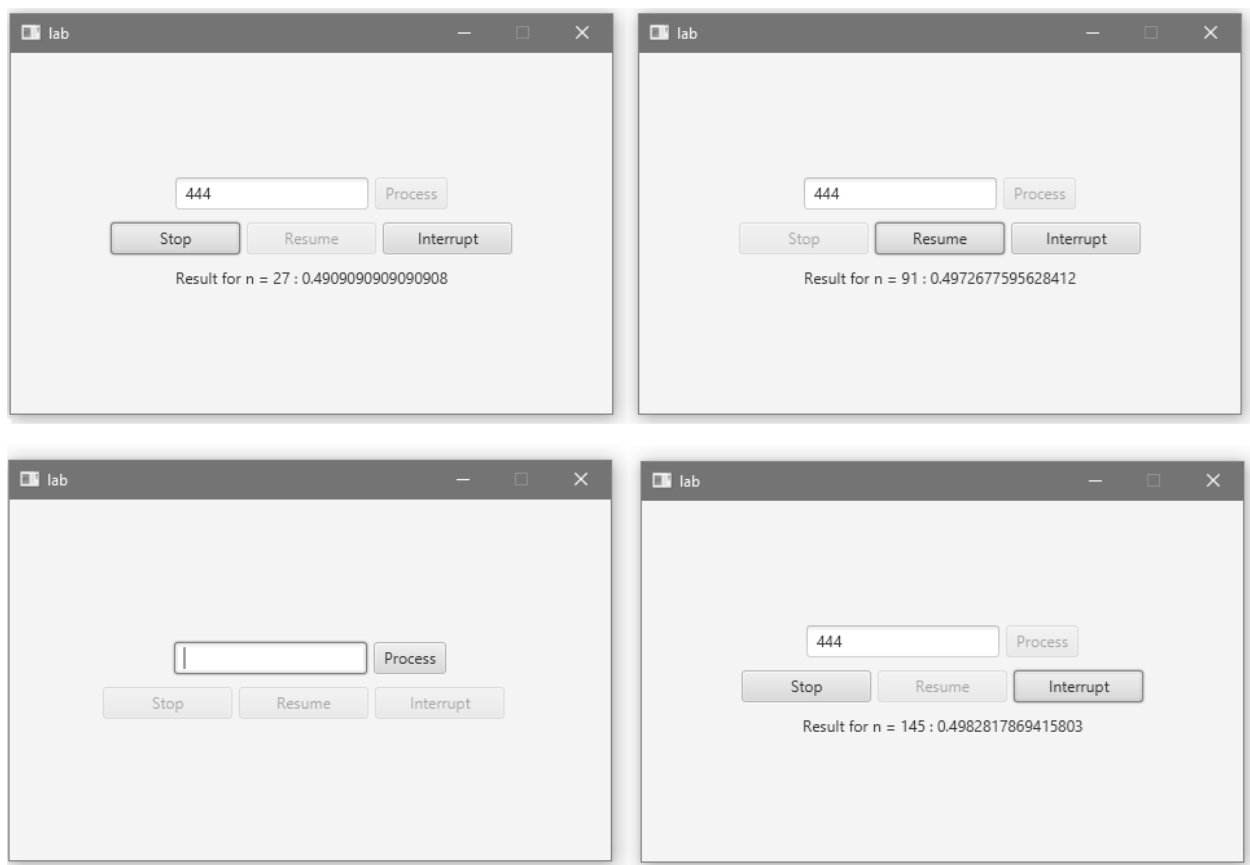 lab
444 Process
Stop Resume Interrupt
Result for n = 27 : 0.4909090909090908
lab
444 Process
Stop Resume Interrupt
Result for n = 91 : 0.4972677595628412
lab
Process
Stop Resume Interrupt
lab
444 Process
Stop Resume Interrupt
Result for n = 145 : 0.4982817869415803